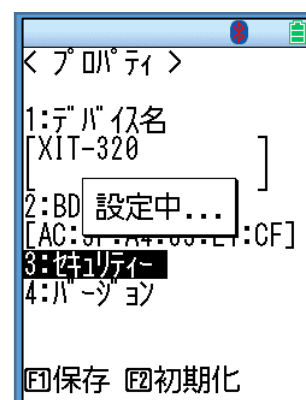 < プロパティ >
1:デバイス名
[XIT-320
]
2:BD
設定中...
:CF]
3:セキュリティー
4:バージョン
F1保存 F2初期化